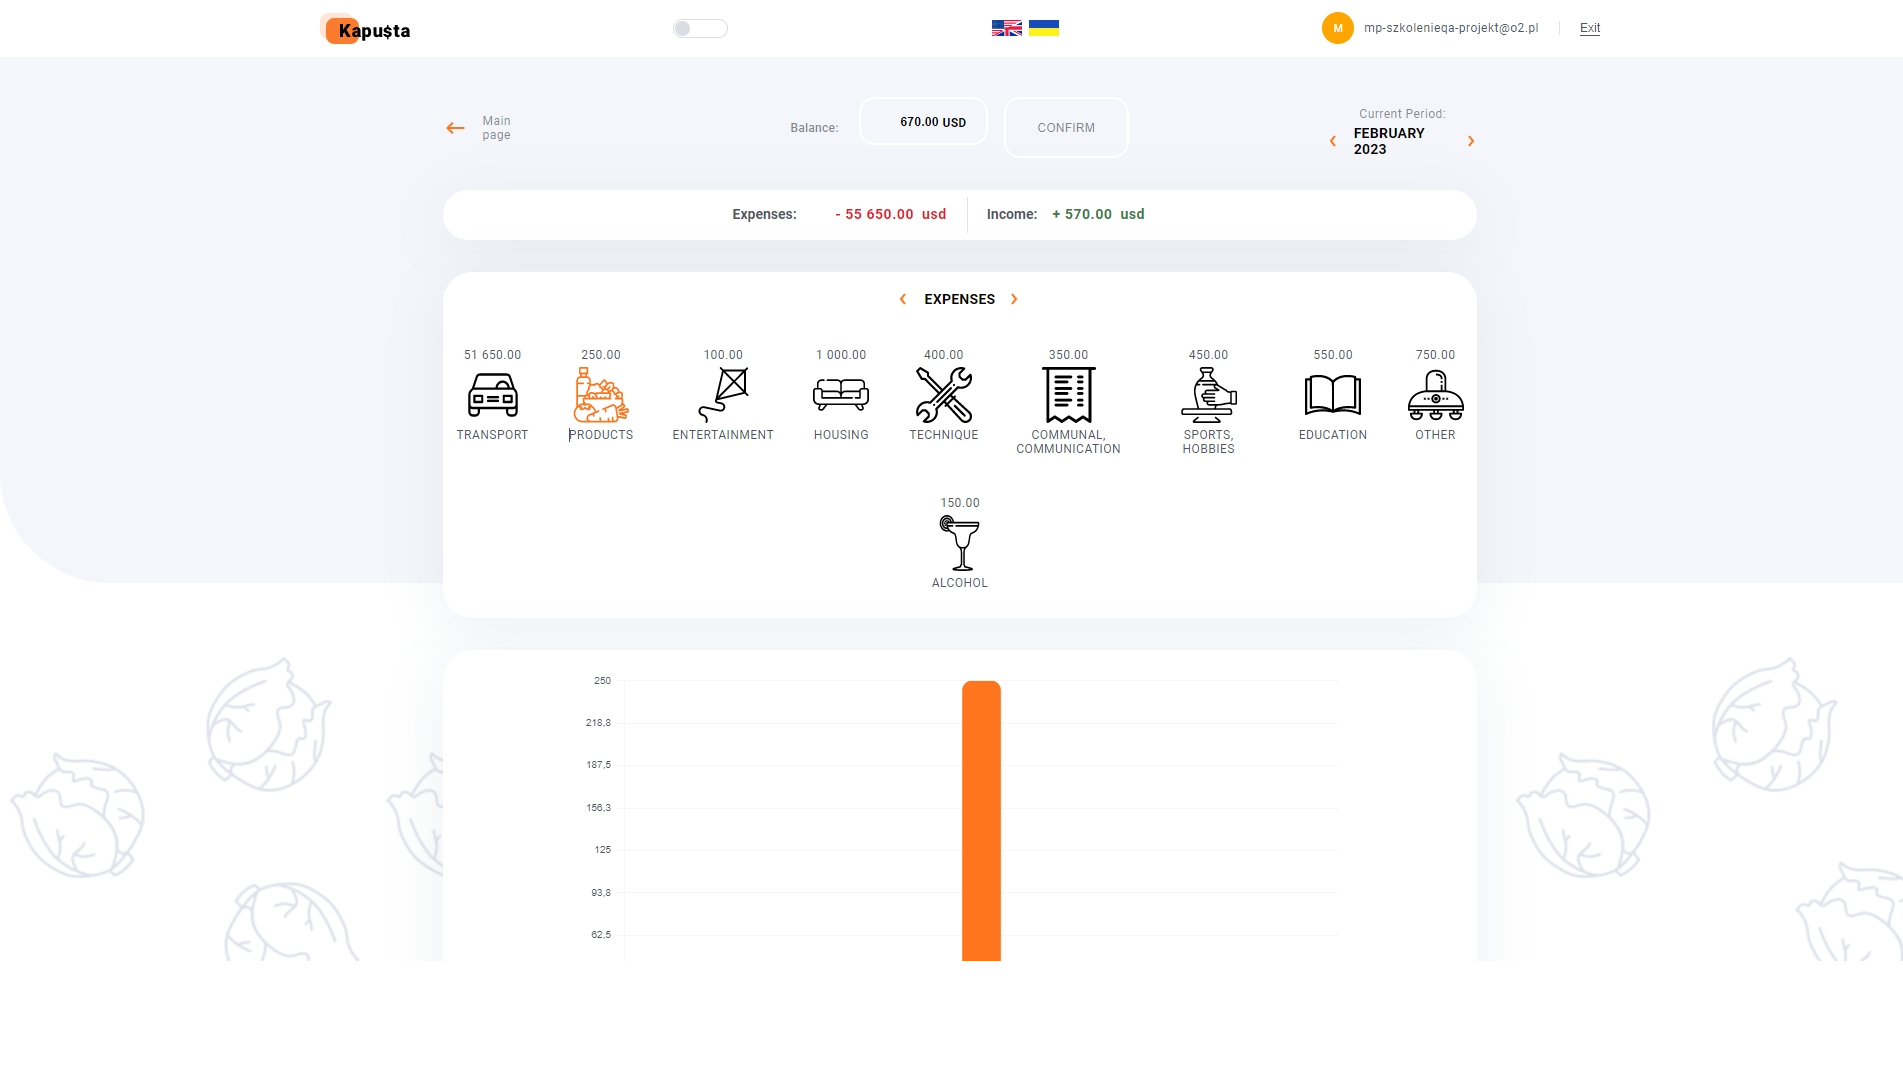 Kapu$ta
M mp-szkolenieqa-projekt@o2.pl Exit
Main
page
Balance: 670.00 USD CONFIRM
Current Period:
FEBRUARY
2023
Expenses: - 55 650.00 usd Income: + 570.00 usd
EXPENSES
51 650.00 250.00 100.00 1 000.00 400.00 350.00 450.00 550.00 750.00
TRANSPORT PRODUCTS ENTERTAINMENT HOUSING TECHNIQUE COMMUNAL, SPORTS, EDUCATION OTHER
COMMUNICATION HOBBIES
150.00
ALCOHOL
250
218,8
187,5
156,3
125
93,8
62,5